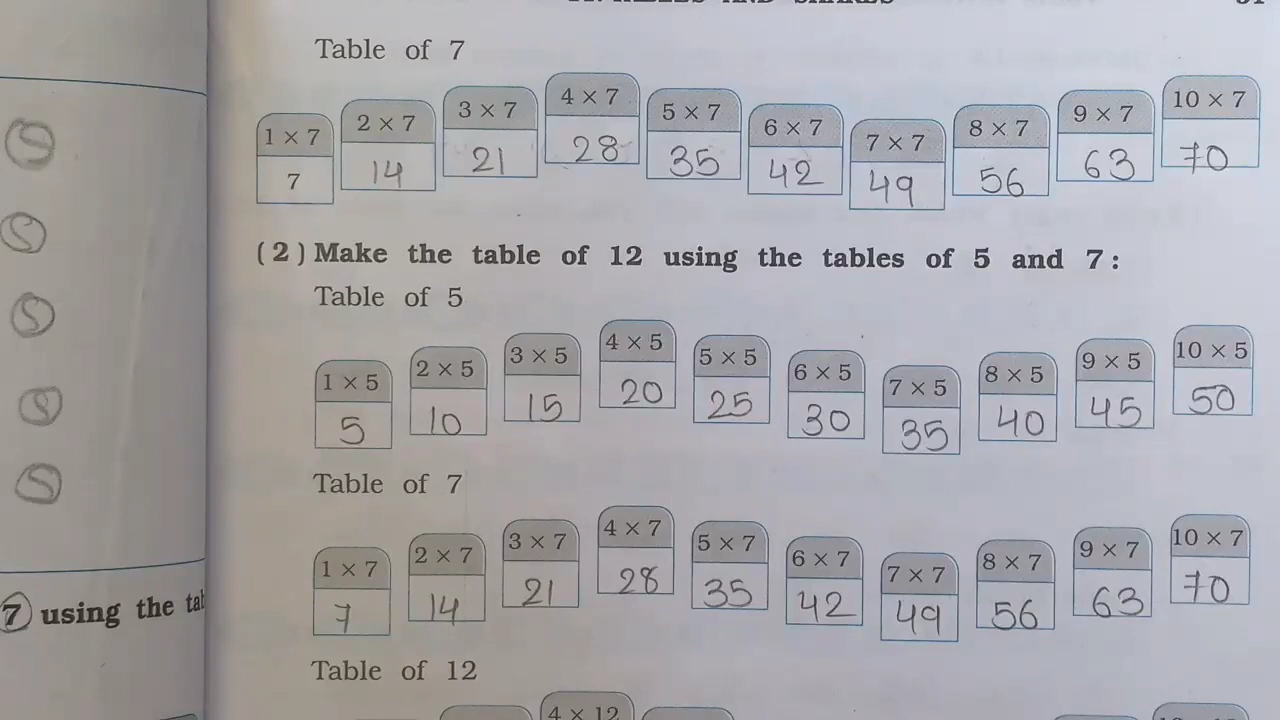 Table of 7
1 × 7 2 × 7 3 × 7 4 × 7 5 × 7 6 × 7 7 × 7 8 × 7 9 × 7 10 × 7
7 14 21 28 35 42 49 56 63 70
(2) Make the table of 12 using the tables of 5 and 7:
Table of 5
1 × 5 2 × 5 3 × 5 4 × 5 5 × 5 6 × 5 7 × 5 8 × 5 9 × 5 10 × 5
5 10 15 20 25 30 35 40 45 50
Table of 7
1 × 7 2 × 7 3 × 7 4 × 7 5 × 7 6 × 7 7 × 7 8 × 7 9 × 7 10 × 7
7 14 21 28 35 42 49 56 63 70
7 using the
Table of 12
4 × 12